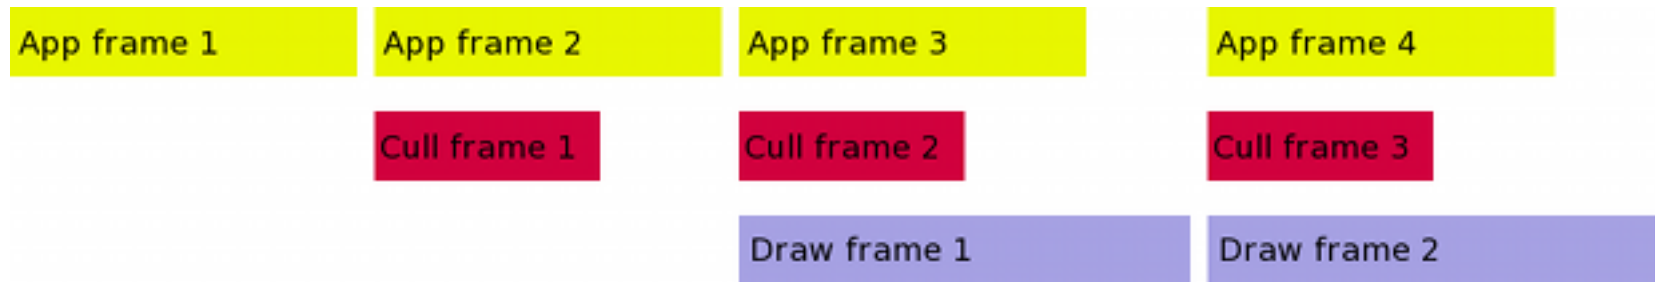 App frame 1 App frame 2 App frame 3 App frame 4
Cull frame 1 Cull frame 2 Cull frame 3
Draw frame 1 Draw frame 2